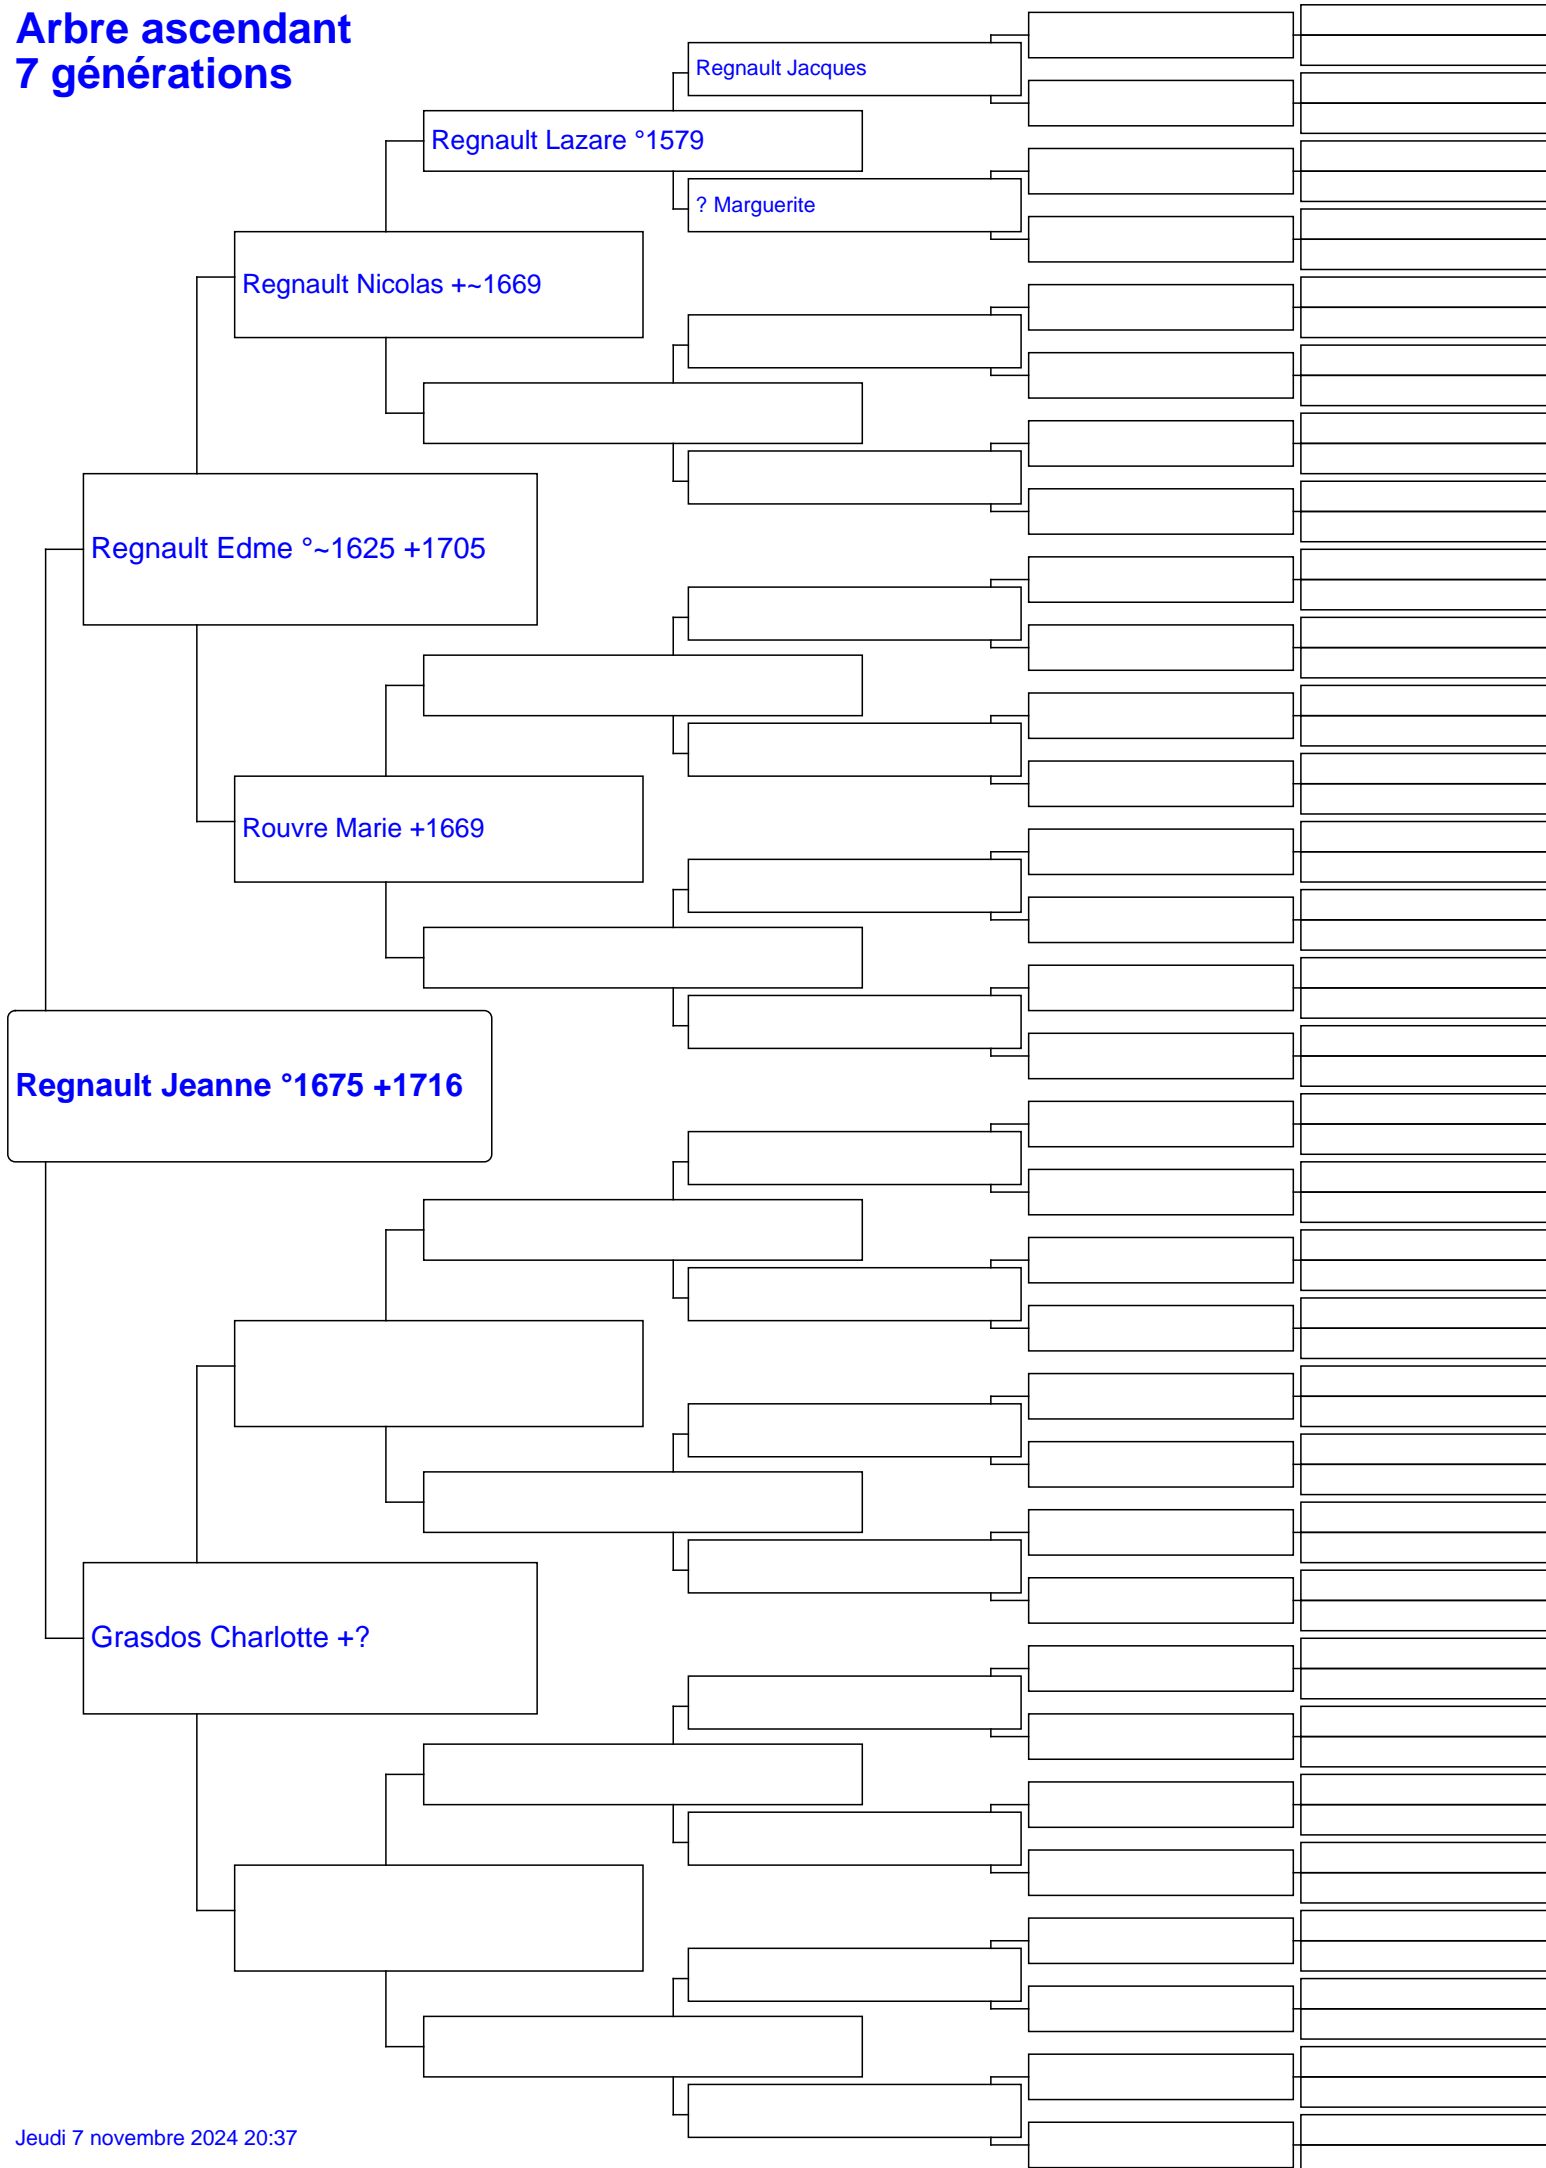 Arbre ascendant
7 générations
Regnault Jacques
Regnault Lazare °1579
? Marguerite
Regnault Nicolas +~1669
Regnault Edme °~1625 +1705
Rouvre Marie +1669
Regnault Jeanne °1675 +1716
Grasdos Charlotte +?
Jeudi 7 novembre 2024 20:37